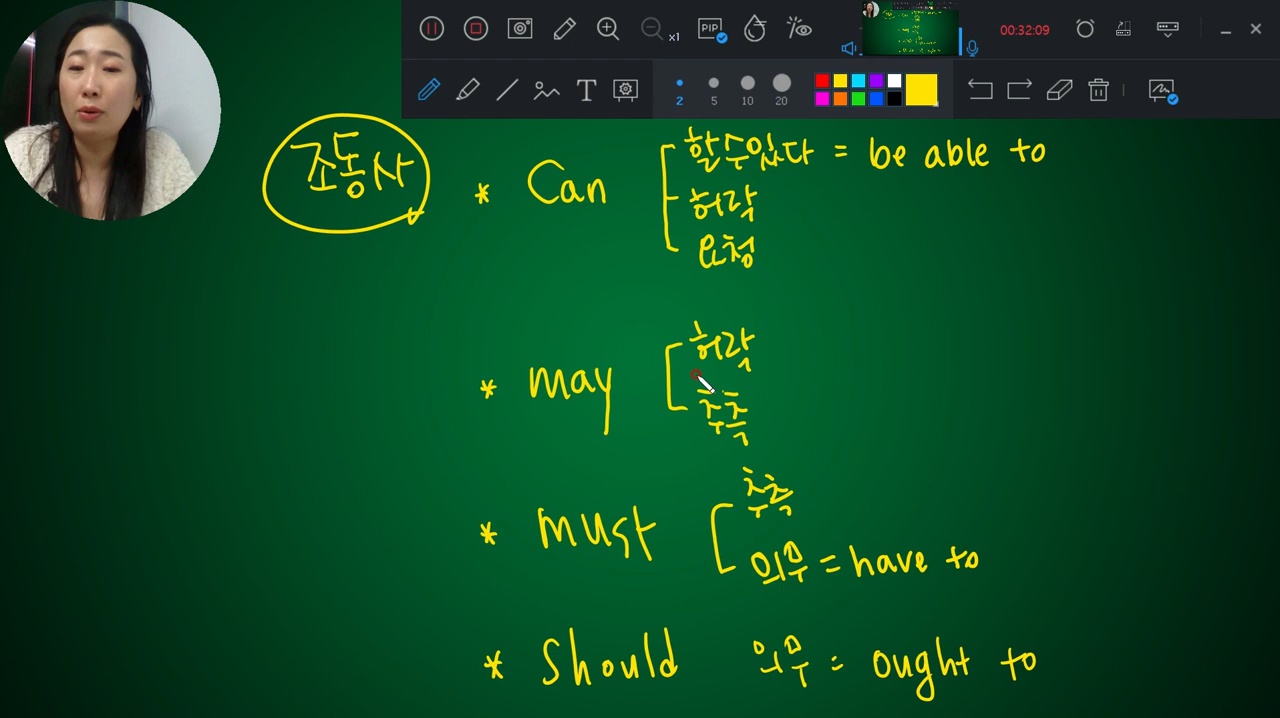 x1
PIP
00:32:09
T
2 5 10 20
조동사
* Can 할수있다 = be able to
허락
요청
* may 허락
추측
* must 추측
의무 = have to
* Should 의무 = ought to